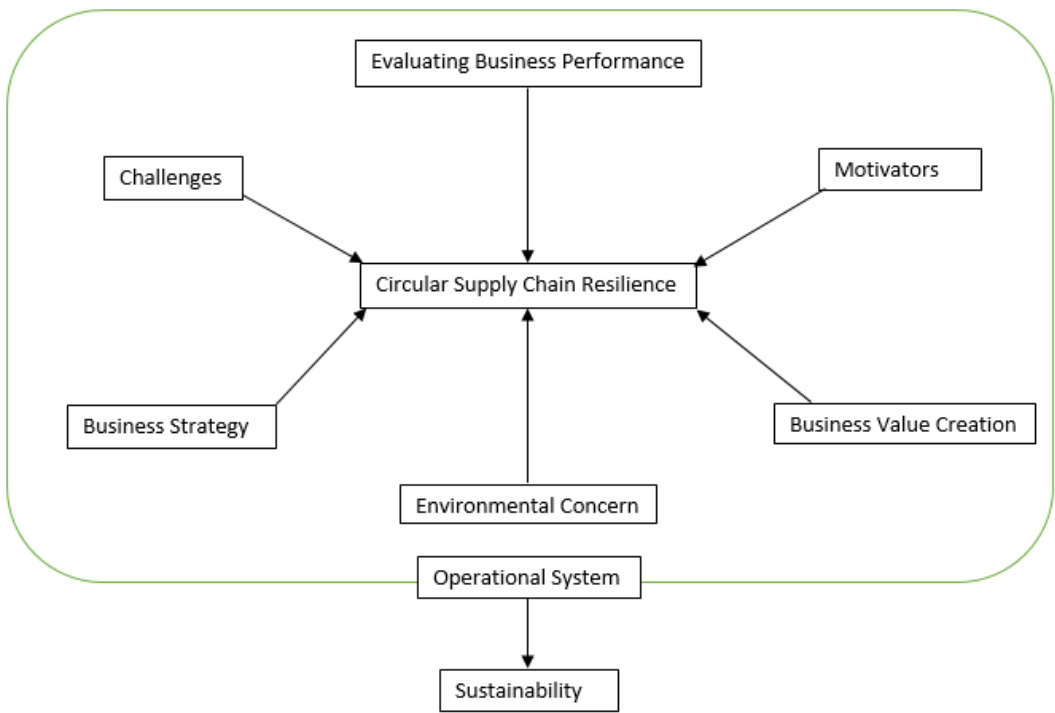 Evaluating Business Performance
Challenges
Motivators
Circular Supply Chain Resilience
Business Strategy
Business Value Creation
Environmental Concern
Operational System
Sustainability